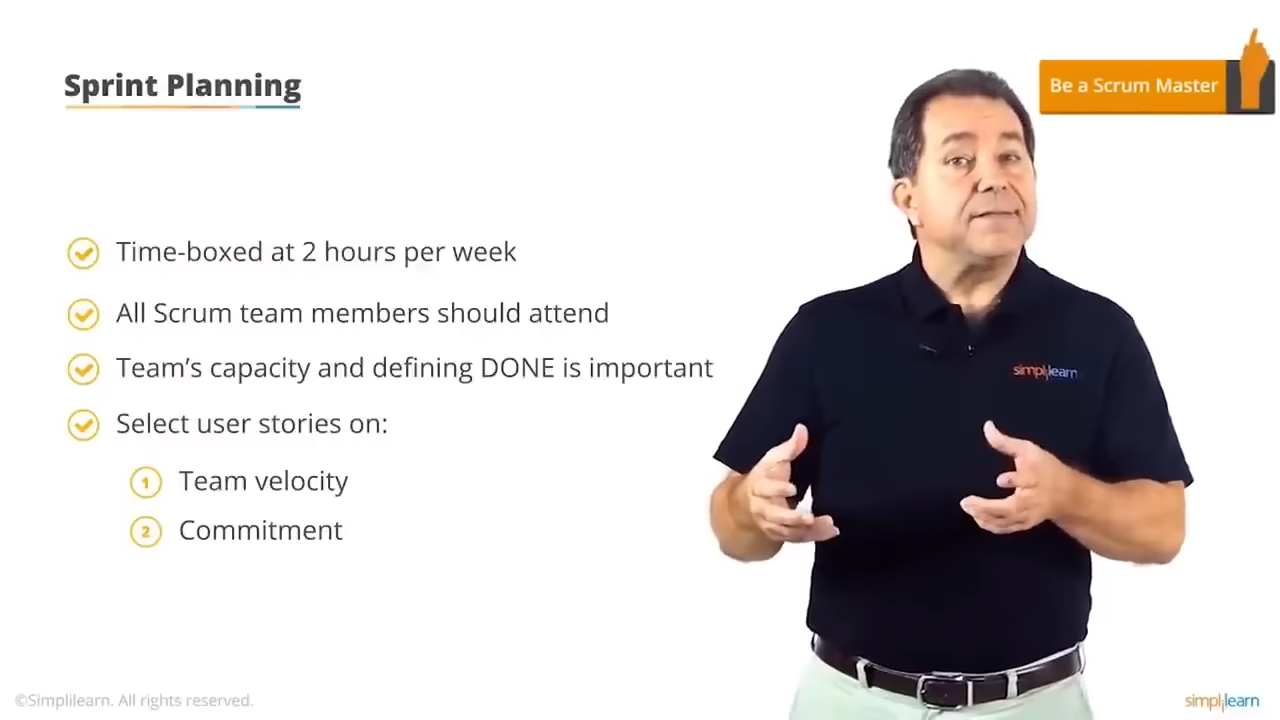 Sprint Planning
Be a Scrum Master
Time-boxed at 2 hours per week
All Scrum team members should attend
Team's capacity and defining DONE is important
Select user stories on:
1 Team velocity
2 Commitment
simplilearn
©Simplilearn. All rights reserved.
simplilearn